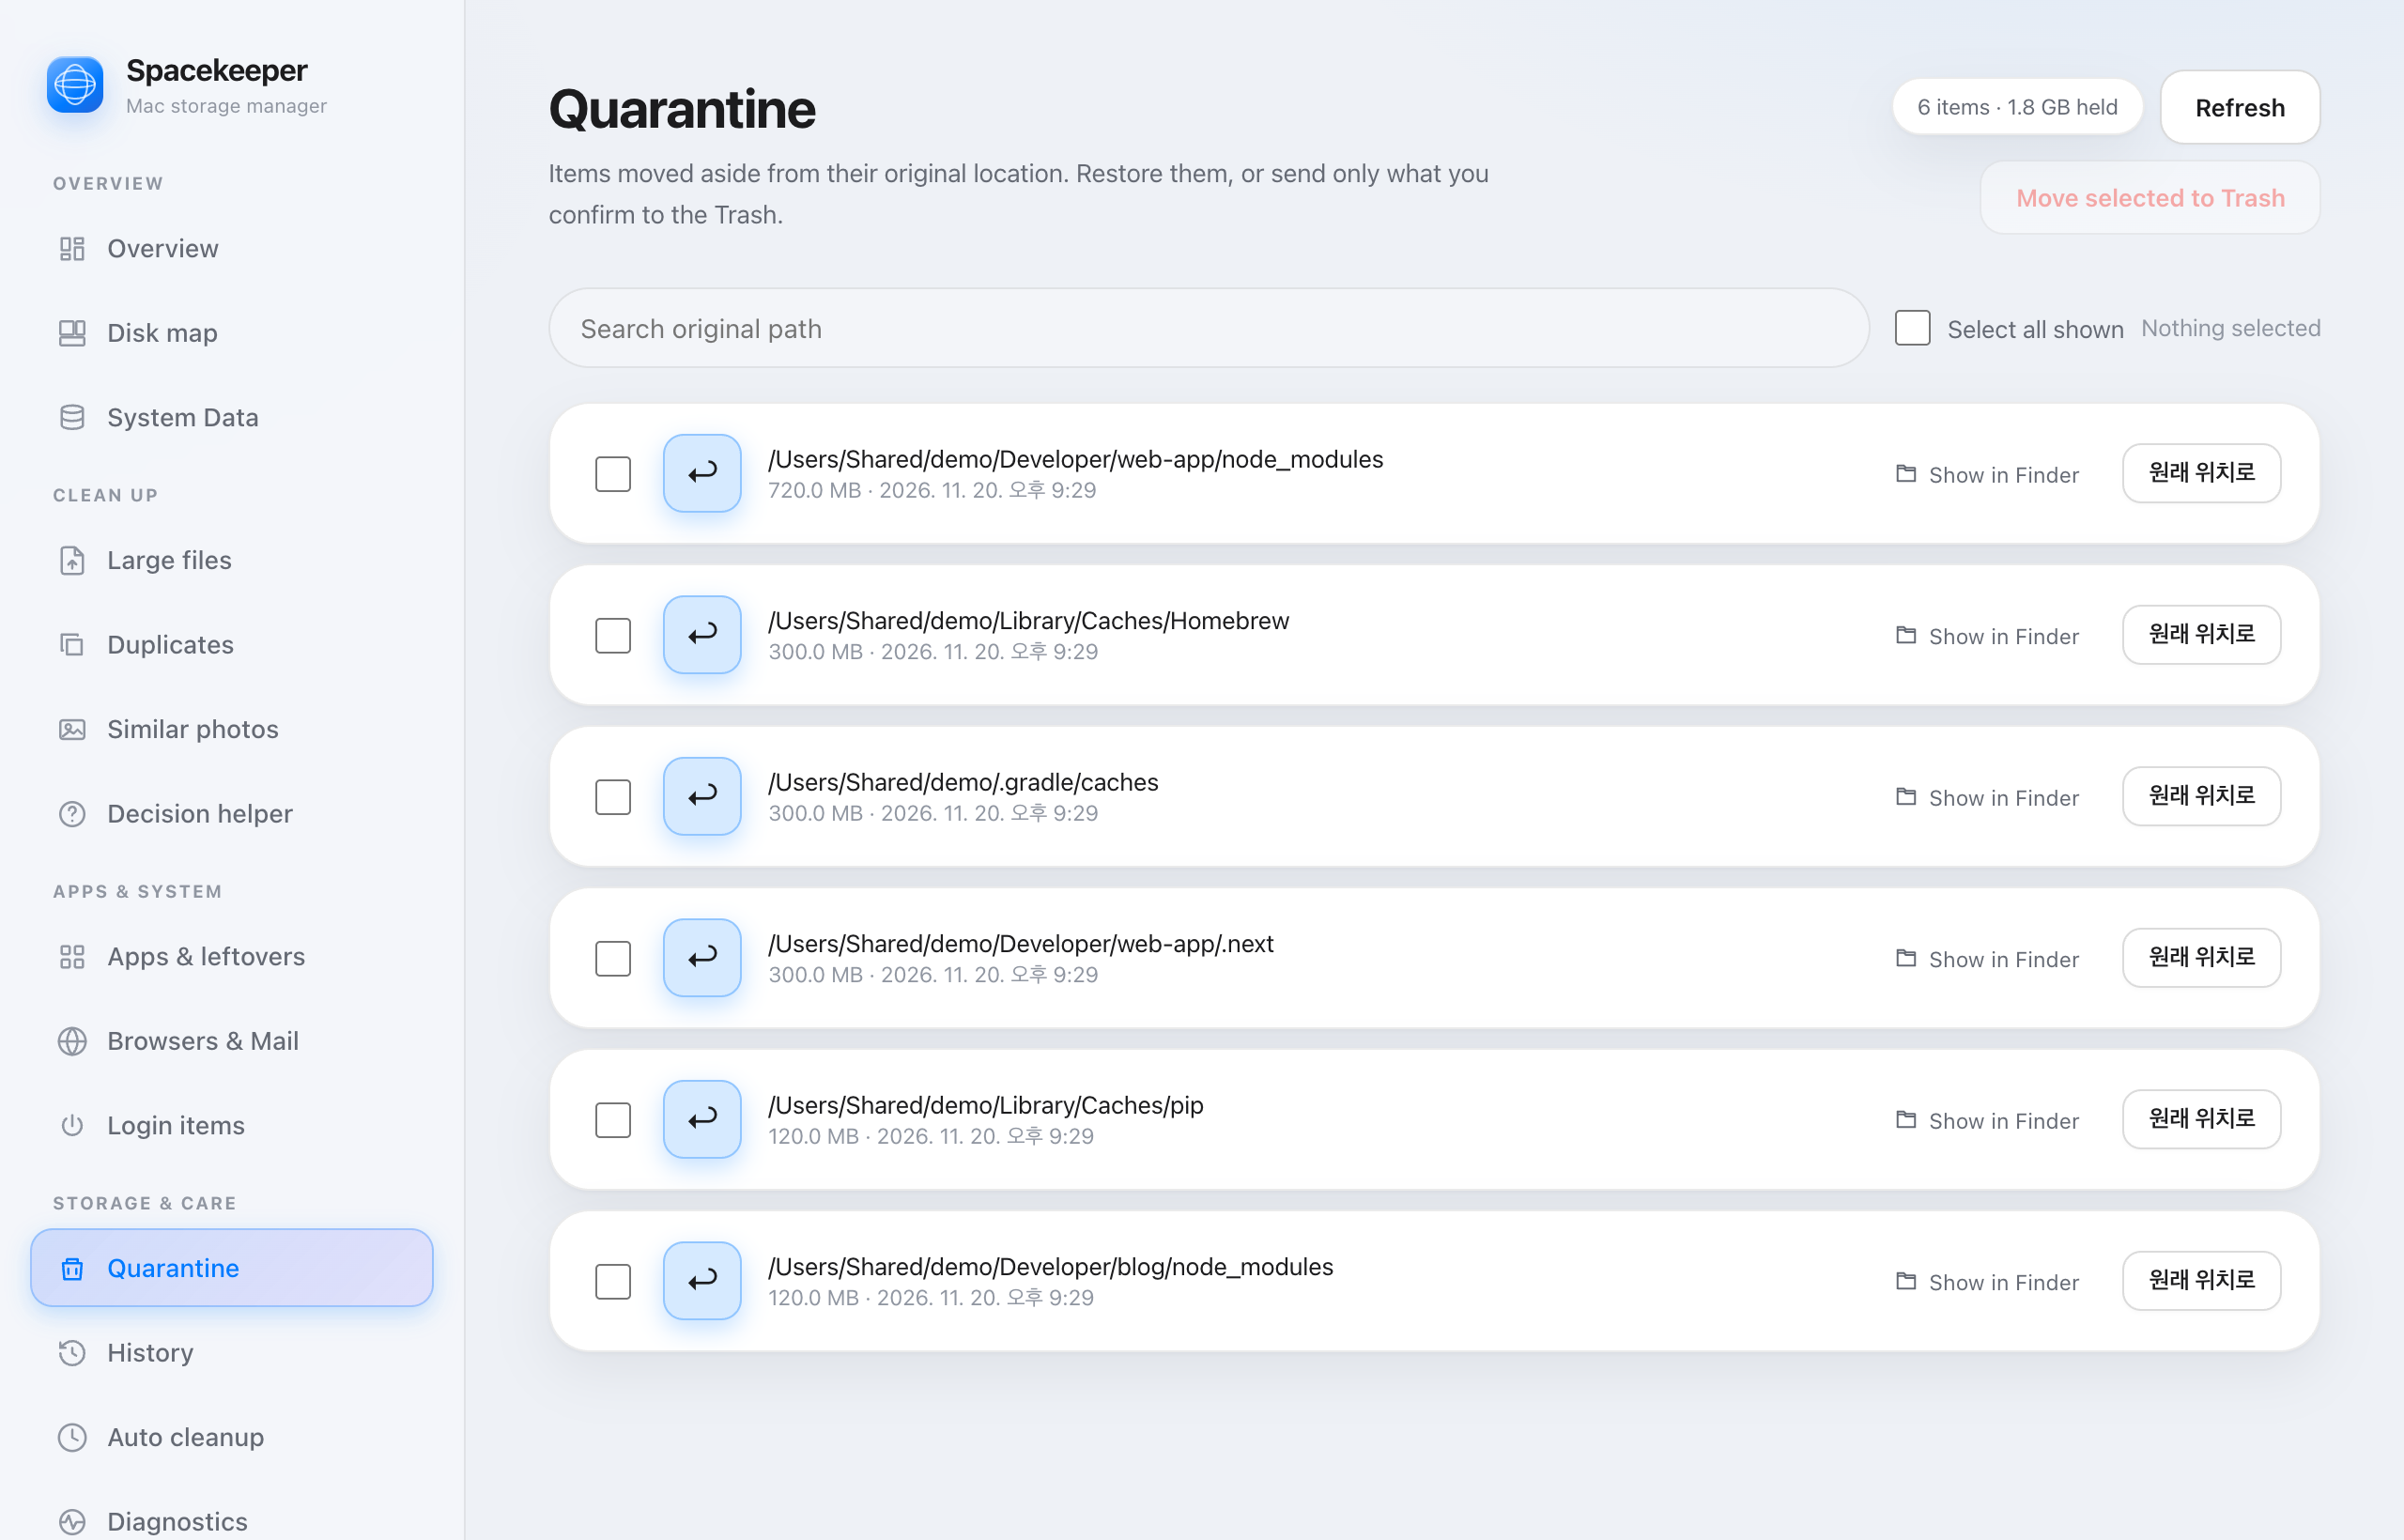 Spacekeeper
Mac storage manager
OVERVIEW
Overview
Disk map
System Data
CLEAN UP
Large files
Duplicates
Similar photos
Decision helper
APPS & SYSTEM
Apps & leftovers
Browsers & Mail
Login items
STORAGE & CARE
Quarantine
History
Auto cleanup
Diagnostics
Quarantine
Items moved aside from their original location. Restore them, or send only what you
confirm to the Trash.
6 items · 1.8 GB held
Refresh
Move selected to Trash
Search original path
Select all shown
Nothing selected
/Users/Shared/demo/Developer/web-app/node_modules
720.0 MB · 2026. 11. 20. 오후 9:29
Show in Finder
원래 위치로
/Users/Shared/demo/Library/Caches/Homebrew
300.0 MB · 2026. 11. 20. 오후 9:29
Show in Finder
원래 위치로
/Users/Shared/demo/.gradle/caches
300.0 MB · 2026. 11. 20. 오후 9:29
Show in Finder
원래 위치로
/Users/Shared/demo/Developer/web-app/.next
300.0 MB · 2026. 11. 20. 오후 9:29
Show in Finder
원래 위치로
/Users/Shared/demo/Library/Caches/pip
120.0 MB · 2026. 11. 20. 오후 9:29
Show in Finder
원래 위치로
/Users/Shared/demo/Developer/blog/node_modules
120.0 MB · 2026. 11. 20. 오후 9:29
Show in Finder
원래 위치로